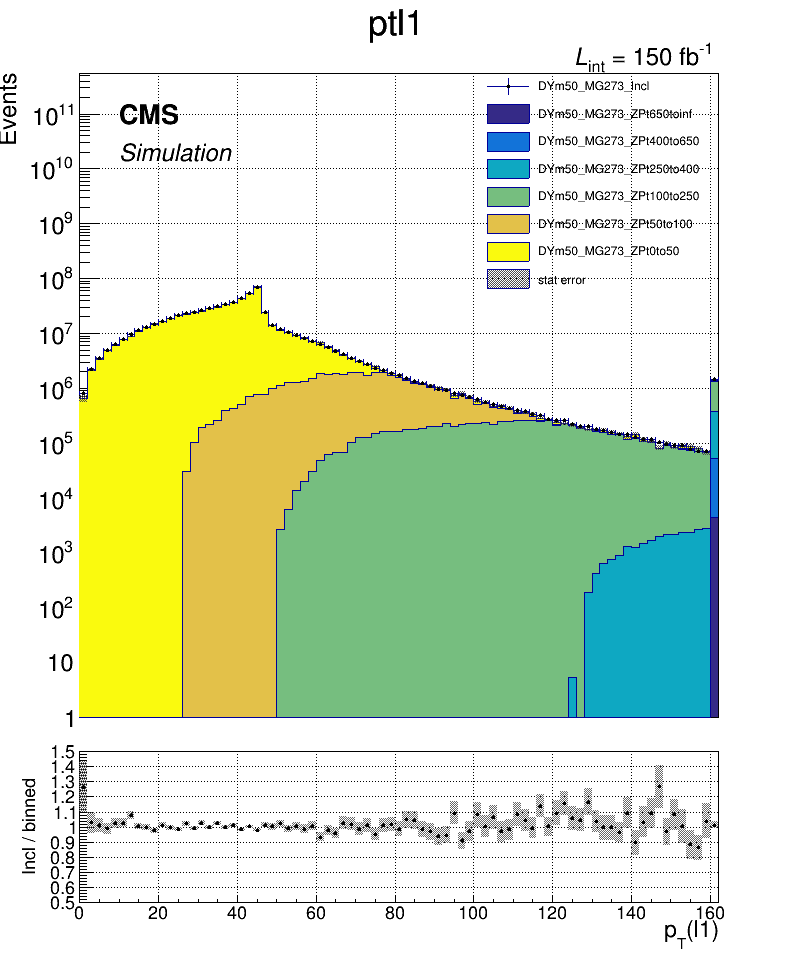 ptl1
L_int = 150 fb^-1
Events
CMS
Simulation
DYm50_MG273_Incl
DYm50_MG273_ZPt650toinf
DYm50_MG273_ZPt400to650
DYm50_MG273_ZPt250to400
DYm50_MG273_ZPt100to250
DYm50_MG273_ZPt50to100
DYm50_MG273_ZPt0to50
stat error
10^11
10^10
10^9
10^8
10^7
10^6
10^5
10^4
10^3
10^2
10
1
Incl / binned
1.5
1.4
1.3
1.2
1.1
1
0.9
0.8
0.7
0.6
0.5
0 20 40 60 80 100 120 140 160
p_T(l1)